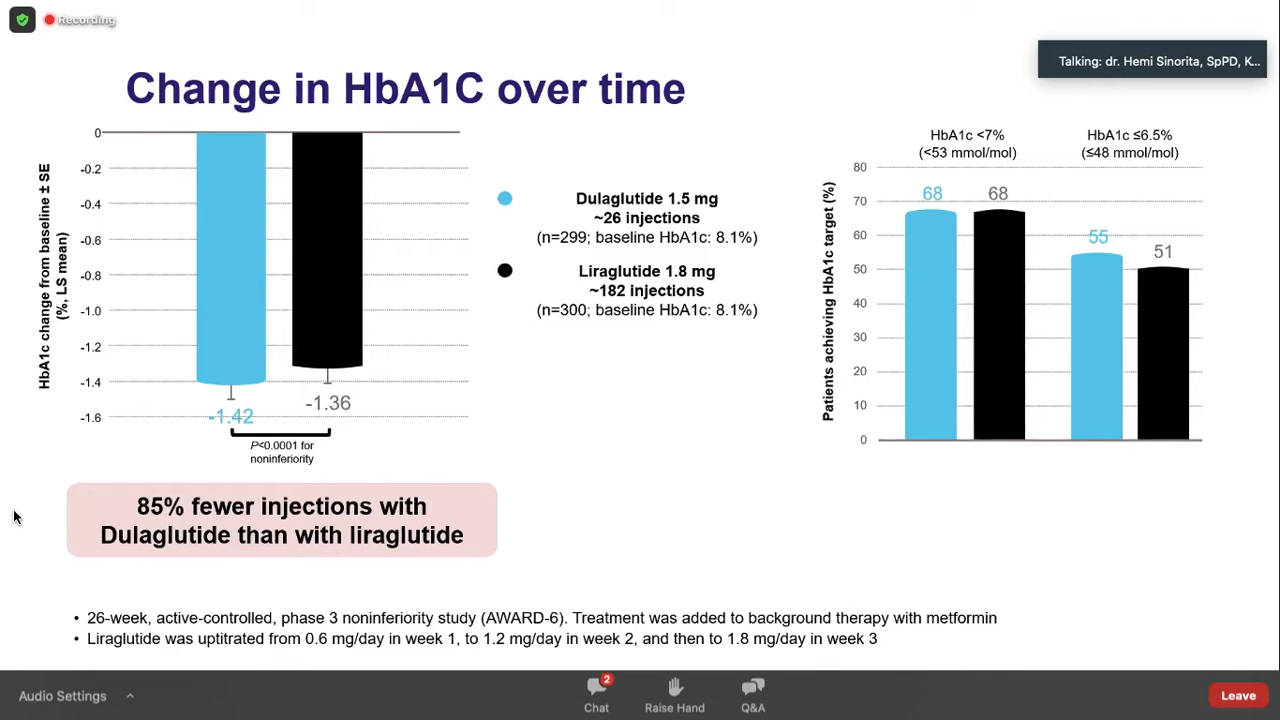 Recording
Talking: dr. Hemi Sinorita, SpPD, K...
Change in HbA1C over time
HbA1c change from baseline ± SE
(%, LS mean)
0
-0.2
-0.4
-0.6
-0.8
-1.0
-1.2
-1.4
-1.6
-1.42
-1.36
P<0.0001 for
noninferiority
Dulaglutide 1.5 mg
~26 injections
(n=299; baseline HbA1c: 8.1%)
Liraglutide 1.8 mg
~182 injections
(n=300; baseline HbA1c: 8.1%)
HbA1c <7%
(<53 mmol/mol)
HbA1c ≤6.5%
(≤48 mmol/mol)
Patients achieving HbA1c target (%)
80
70
60
50
40
30
20
10
0
68
68
55
51
85% fewer injections with
Dulaglutide than with liraglutide
• 26-week, active-controlled, phase 3 noninferiority study (AWARD-6). Treatment was added to background therapy with metformin
• Liraglutide was uptitrated from 0.6 mg/day in week 1, to 1.2 mg/day in week 2, and then to 1.8 mg/day in week 3
Audio Settings
2
Chat
Raise Hand
Q&A
Leave